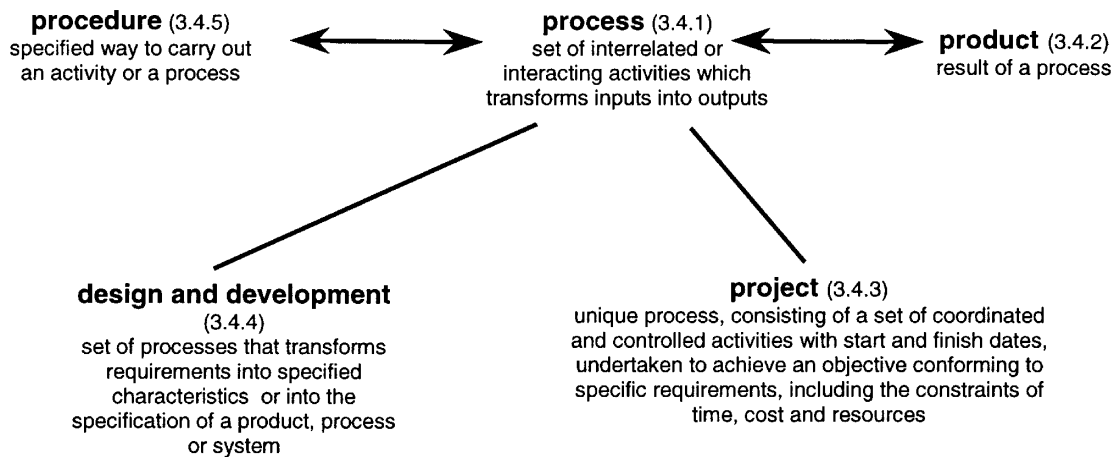 procedure (3.4.5)
specified way to carry out
an activity or a process
process (3.4.1)
set of interrelated or
interacting activities which
transforms inputs into outputs
product (3.4.2)
result of a process
design and development
(3.4.4)
set of processes that transforms
requirements into specified
characteristics or into the
specification of a product, process
or system
project (3.4.3)
unique process, consisting of a set of coordinated
and controlled activities with start and finish dates,
undertaken to achieve an objective conforming to
specific requirements, including the constraints of
time, cost and resources